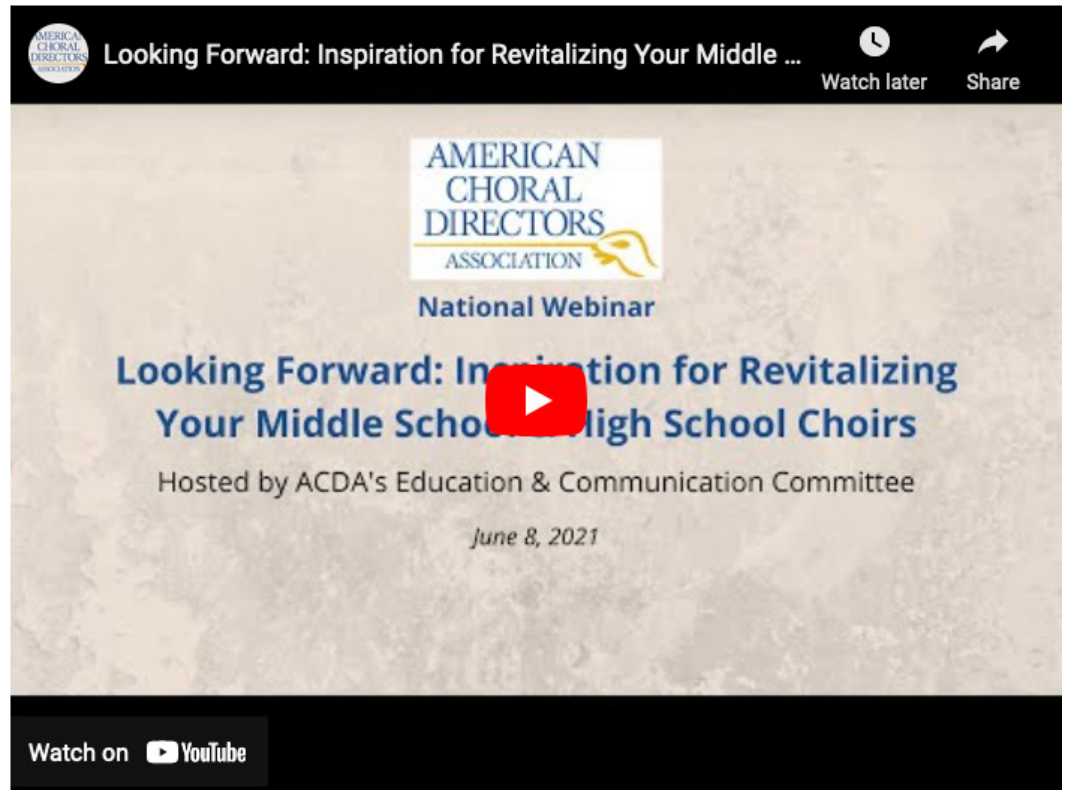 AMERICAN
CHORAL
DIRECTORS
ASSOCIATION
Looking Forward: Inspiration for Revitalizing Your Middle ...
Watch later
Share
AMERICAN
CHORAL
DIRECTORS
ASSOCIATION
National Webinar
Looking Forward: Inspiration for Revitalizing
Your Middle School & High School Choirs
Hosted by ACDA's Education & Communication Committee
June 8, 2021
Watch on YouTube